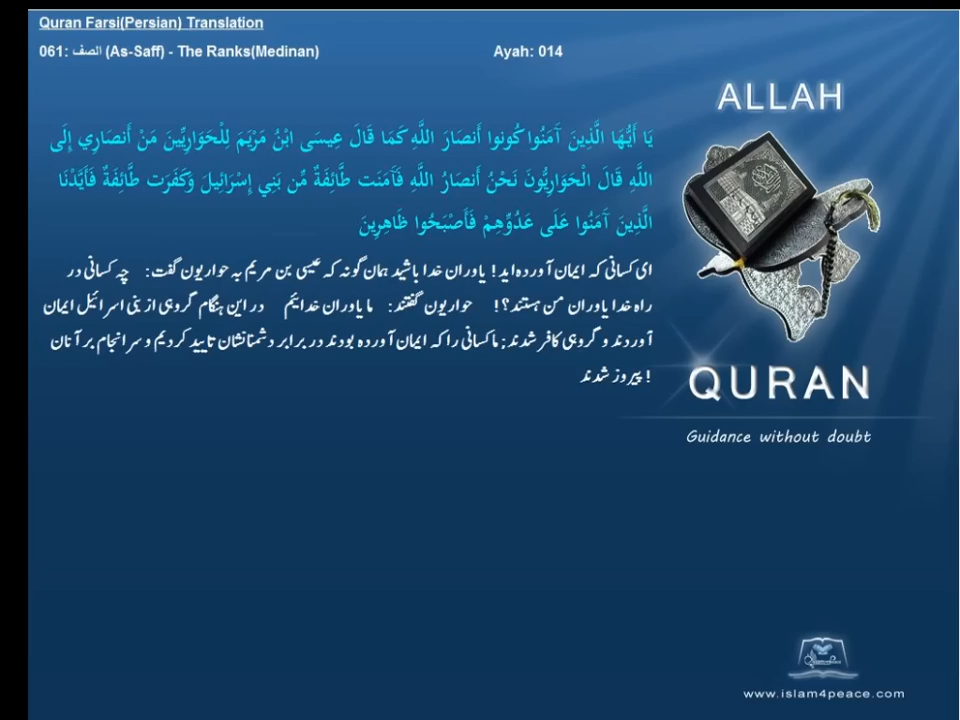 Quran Farsi(Persian) Translation
061: الصف (As-Saff) - The Ranks(Medinan) Ayah: 014
ALLAH
يَا أَيُّهَا الَّذِينَ آمَنُوا كُونوا أَنصَارَ اللَّهِ كَمَا قَالَ عِيسَى ابْنُ مَرْيَمَ لِلْحَوَارِيِّينَ مَنْ أَنصَارِي إِلَى
اللَّهِ قَالَ الْحَوَارِيُّونَ نَحْنُ أَنصَارُ اللَّهِ فَآمَنَت طَّائِفَةٌ مِّن بَنِي إِسْرَائِيلَ وَكَفَرَت طَّائِفَةٌ فَأَيَّدْنَا
الَّذِينَ آمَنُوا عَلَى عَدُوِّهِمْ فَأَصْبَحُوا ظَاهِرِينَ
ای کسانی که ایمان آورده‌اید! یاوران خدا باشید همان‌گونه که عیسی بن مریم به حواریون گفت: چه کسانی در
راه خدا یاوران من هستند؟! حواریون گفتند: ما یاوران خدائیم در این هنگام گروهی از بنی اسرائیل ایمان
آوردند و گروهی کافر شدند; ما کسانی را که ایمان آورده بودند در برابر دشمنانشان تایید کردیم و سرانجام بر آنان
! پیروز شدند
QURAN
Guidance without doubt
www.islam4peace.com